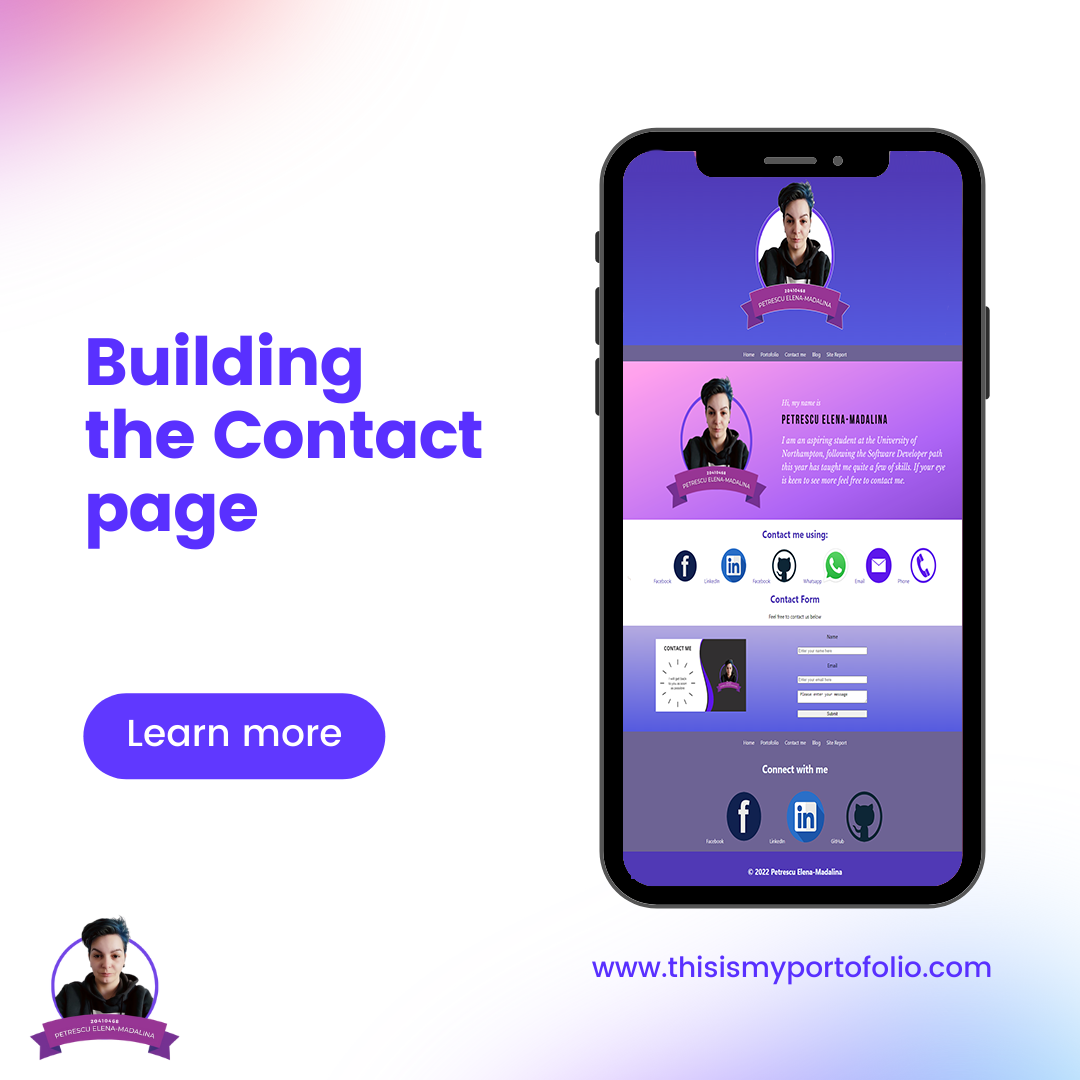 Building
the Contact
page
Learn more
20410468
PETRESCU ELENA-MADALINA
Home Portofolio Contact me Blog Site Report
Hi, my name is
PETRESCU ELENA-MADALINA
I am an aspiring student at the University of
Northampton, following the Software Developer path
this year has taught me quite a few of skills. If your eye
is keen to see more feel free to contact me.
20410468
PETRESCU ELENA-MADALINA
Contact me using:
Facebook LinkedIn Facebook Whatsapp Email Phone
Contact Form
Feel free to contact us below
CONTACT ME
I will get back
to you as soon
as possible
Name
Enter your name here
Email
Enter your email here
Please enter your message
Submit
Home Portofolio Contact me Blog Site Report
Connect with me
Facebook LinkedIn GitHub
© 2022 Petrescu Elena-Madalina
www.thisismyportofolio.com
20410468
PETRESCU ELENA-MADALINA